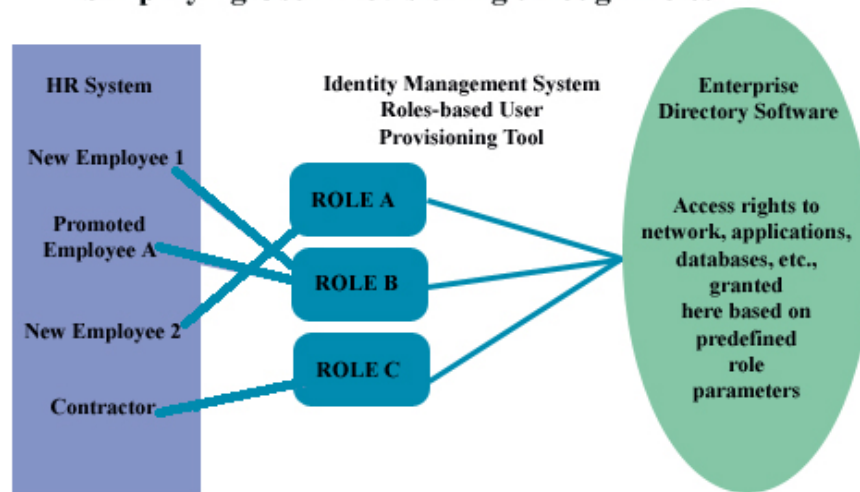 HR System
New Employee 1
Promoted
Employee A
New Employee 2
Contractor
Identity Management System
Roles-based User
Provisioning Tool
ROLE A
ROLE B
ROLE C
Enterprise
Directory Software
Access rights to
network, applications,
databases, etc.,
granted
here based on
predefined
role
parameters